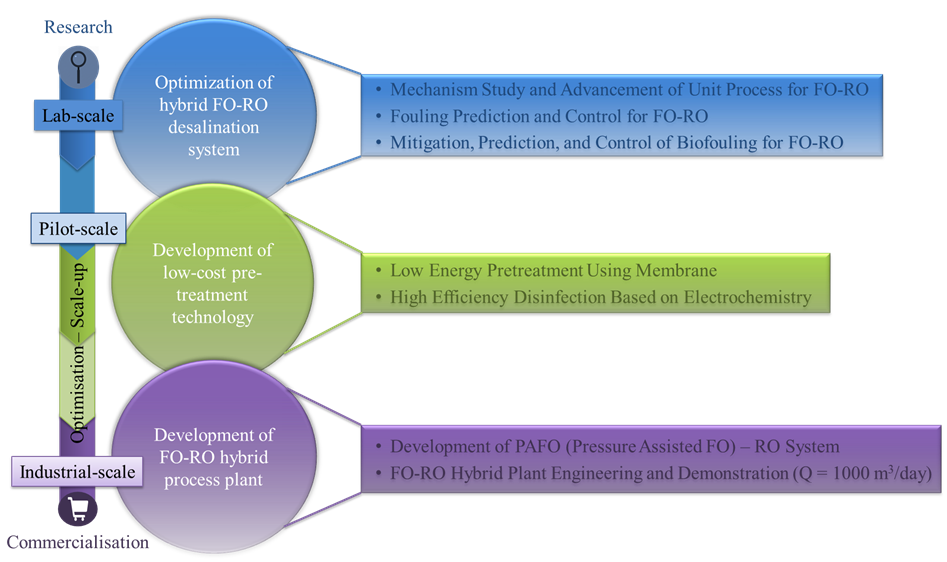 Research
Lab-scale
Pilot-scale
Optimisation – Scale-up
Industrial-scale
Commercialisation
Optimization of
hybrid FO-RO
desalination
system
• Mechanism Study and Advancement of Unit Process for FO-RO
• Fouling Prediction and Control for FO-RO
• Mitigation, Prediction, and Control of Biofouling for FO-RO
Development of
low-cost pre-
treatment
technology
• Low Energy Pretreatment Using Membrane
• High Efficiency Disinfection Based on Electrochemistry
Development of
FO-RO hybrid
process plant
• Development of PAFO (Pressure Assisted FO) – RO System
• FO-RO Hybrid Plant Engineering and Demonstration (Q = 1000 m³/day)